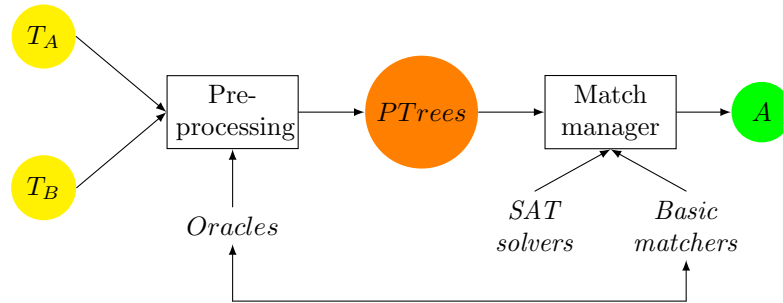 T_A
Pre-
processing
PTrees
Match
manager
A
T_B
Oracles
SAT
solvers
Basic
matchers